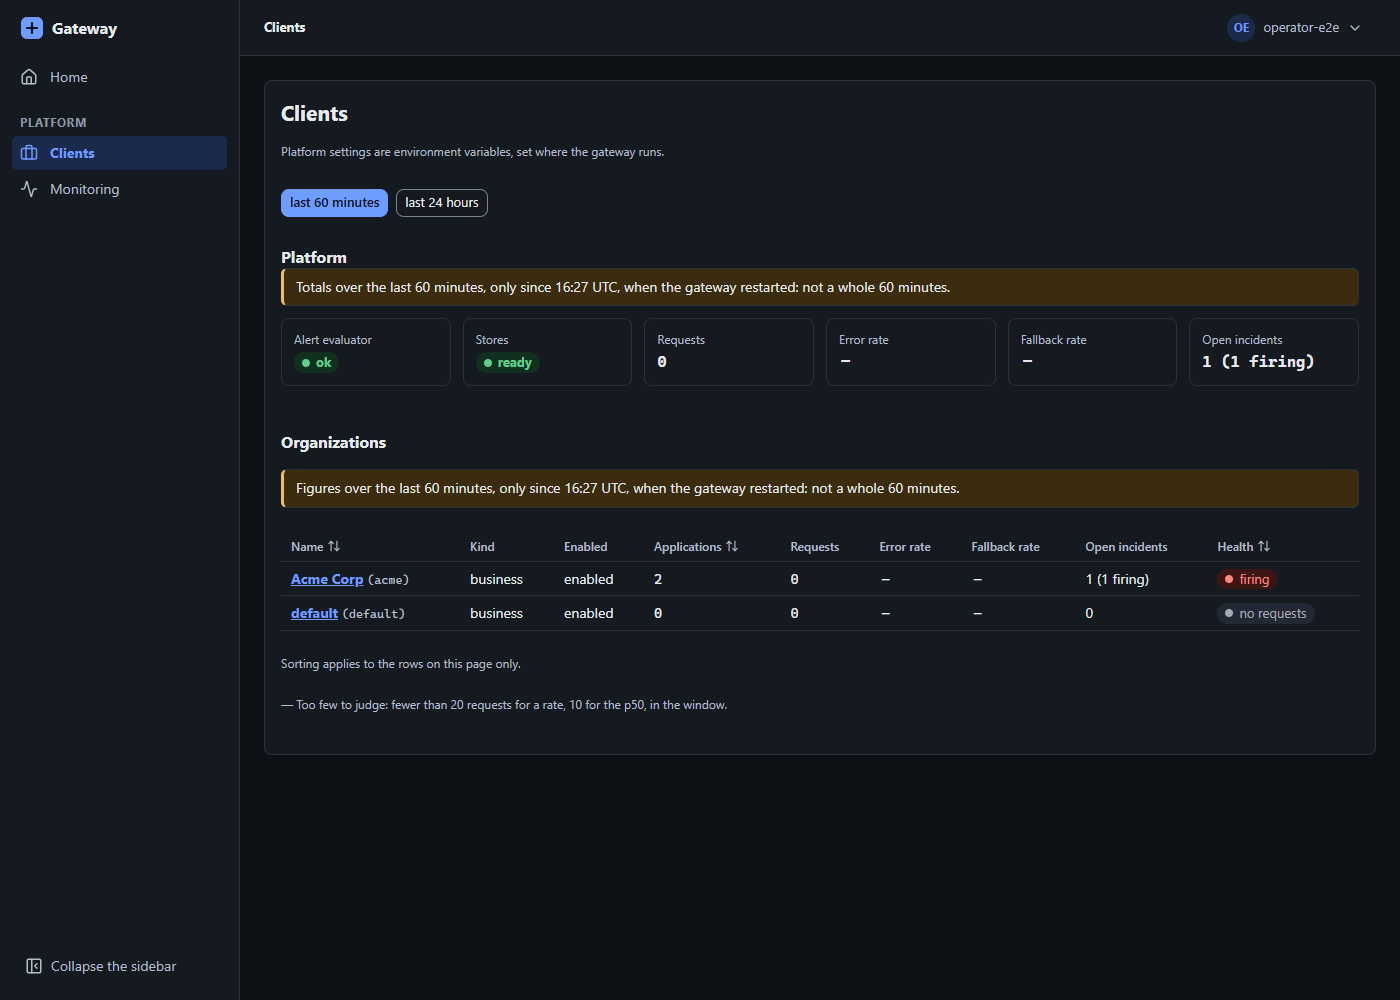 Gateway
Clients
OE operator-e2e
Home
PLATFORM
Clients
Monitoring
Collapse the sidebar
Clients
Platform settings are environment variables, set where the gateway runs.
last 60 minutes last 24 hours
Platform
Totals over the last 60 minutes, only since 16:27 UTC, when the gateway restarted: not a whole 60 minutes.
Alert evaluator
ok
Stores
ready
Requests
0
Error rate
—
Fallback rate
—
Open incidents
1 (1 firing)
Organizations
Figures over the last 60 minutes, only since 16:27 UTC, when the gateway restarted: not a whole 60 minutes.
Name Kind Enabled Applications Requests Error rate Fallback rate Open incidents Health
Acme Corp (acme) business enabled 2 0 — — 1 (1 firing) firing
default (default) business enabled 0 0 — — 0 no requests
Sorting applies to the rows on this page only.
— Too few to judge: fewer than 20 requests for a rate, 10 for the p50, in the window.